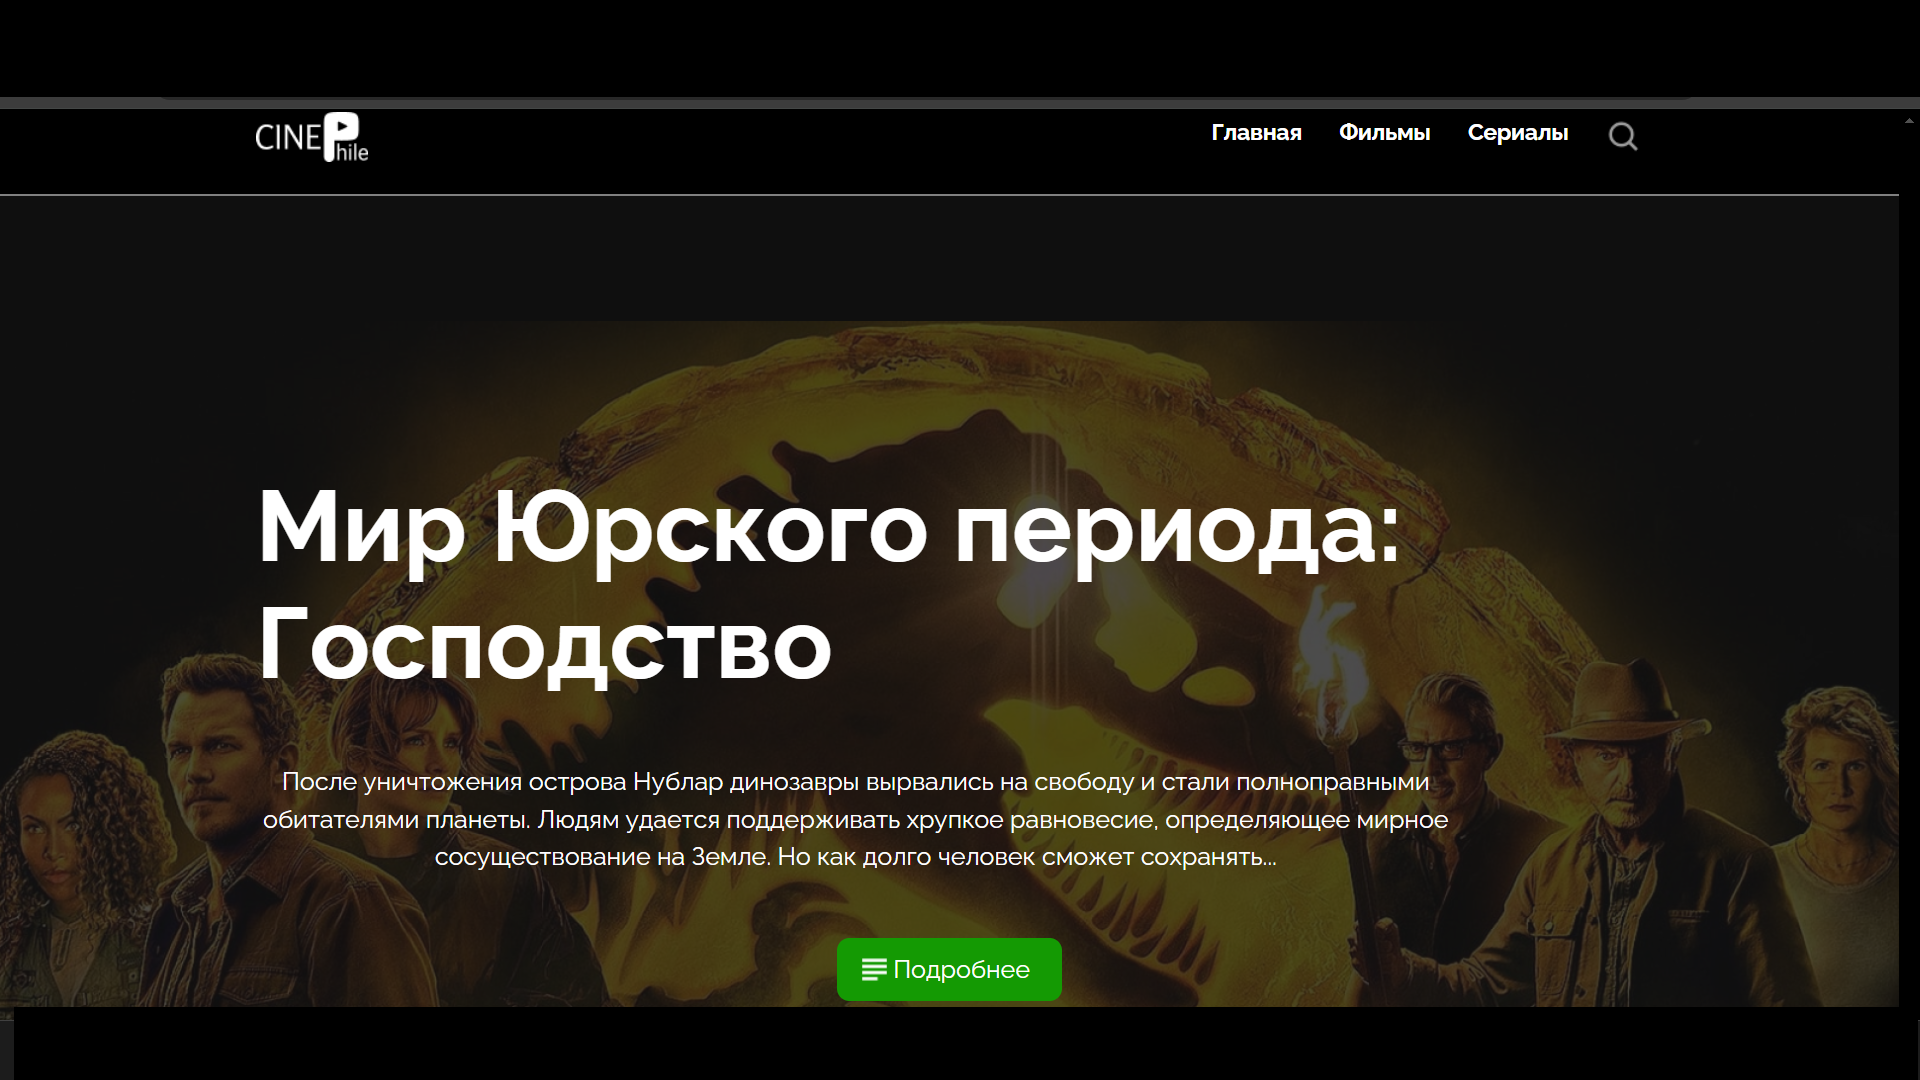 CINEPhile
Главная Фильмы Сериалы
Мир Юрского периода:
Господство
После уничтожения острова Нублар динозавры вырвались на свободу и стали полноправными
обитателями планеты. Людям удается поддерживать хрупкое равновесие, определяющее мирное
сосуществование на Земле. Но как долго человек сможет сохранять...
Подробнее